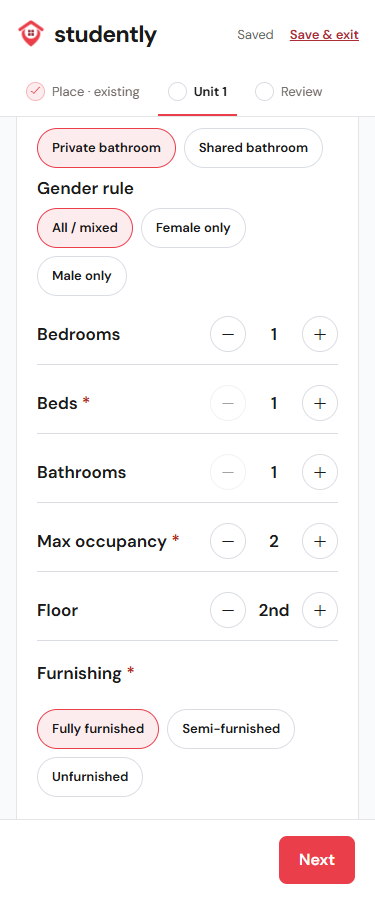 studently
Saved Save & exit
Place · existing Unit 1 Review
Private bathroom Shared bathroom
Gender rule
All / mixed Female only
Male only
Bedrooms − 1 +
Beds * − 1 +
Bathrooms − 1 +
Max occupancy * − 2 +
Floor − 2nd +
Furnishing *
Fully furnished Semi-furnished
Unfurnished
Next